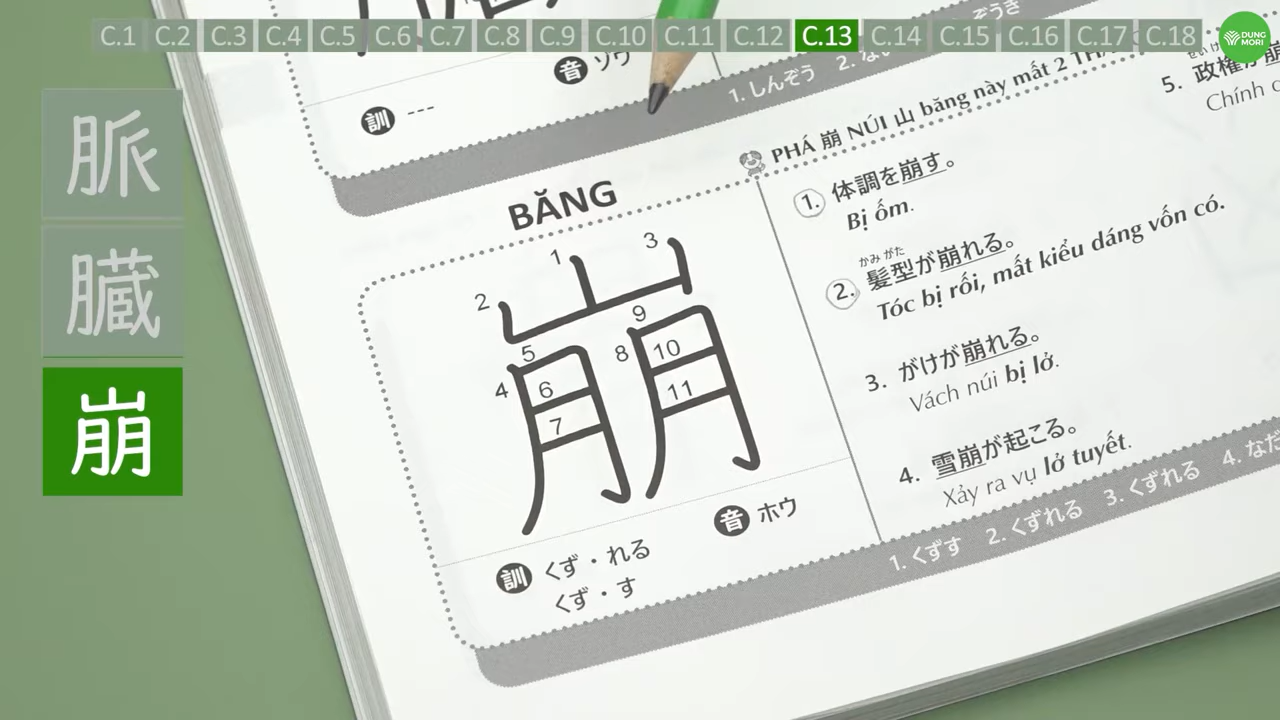 C.1 C.2 C.3 C.4 C.5 C.6 C.7 C.8 C.9 C.10 C.11 C.12 C.13 C.14 C.15 C.16 C.17 C.18
DUNG MORI
脈
臓
崩
音
訓 ---
1. しんぞう 2.
BĂNG
崩
1 2 3 4 5 6 7 8 9 10 11
音 ホウ
訓 くず・れる
くず・す
PHÁ 崩 NÚI 山 băng này mất 2
1. 体調を崩す。
Bị ốm.
かみ がた
2. 髪型が崩れる。
Tóc bị rối, mất kiểu dáng vốn có.
3. がけが崩れる。
Vách núi bị lở.
4. 雪崩が起こる。
Xảy ra vụ lở tuyết.
5. 政権が
Chính
1. くずす 2. くずれる 3. くずれる 4.